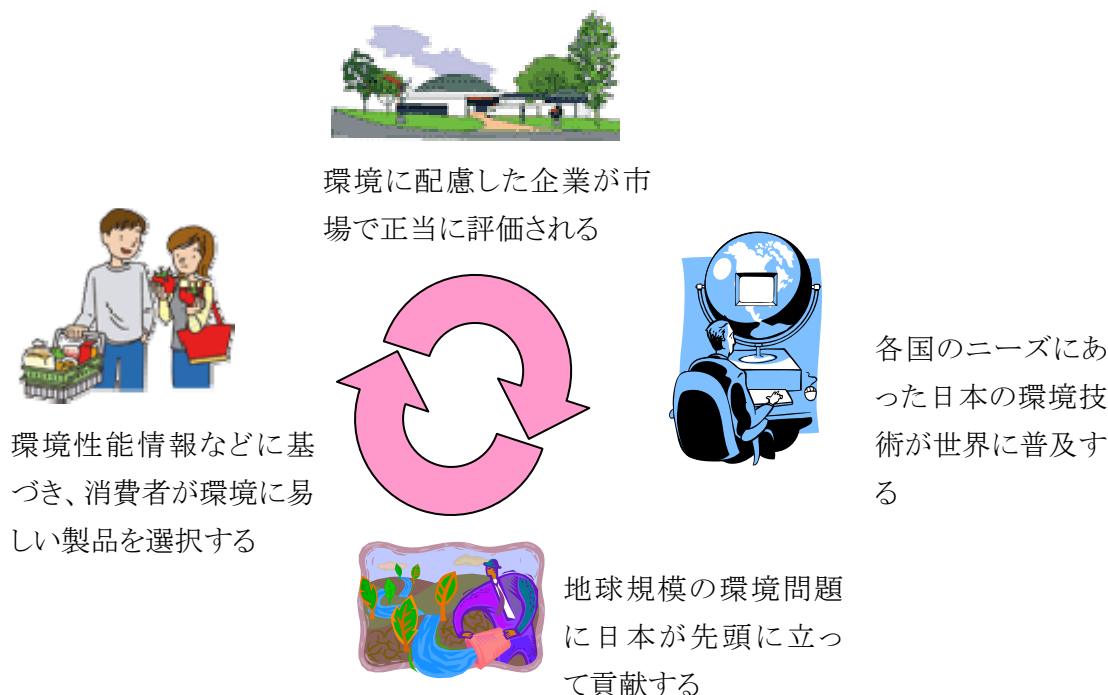 環境に配慮した企業が市
場で正当に評価される
各国のニーズにあ
った日本の環境技
術が世界に普及す
る
環境性能情報などに基
づき、消費者が環境に易
しい製品を選択する
地球規模の環境問題
に日本が先頭に立っ
て貢献する